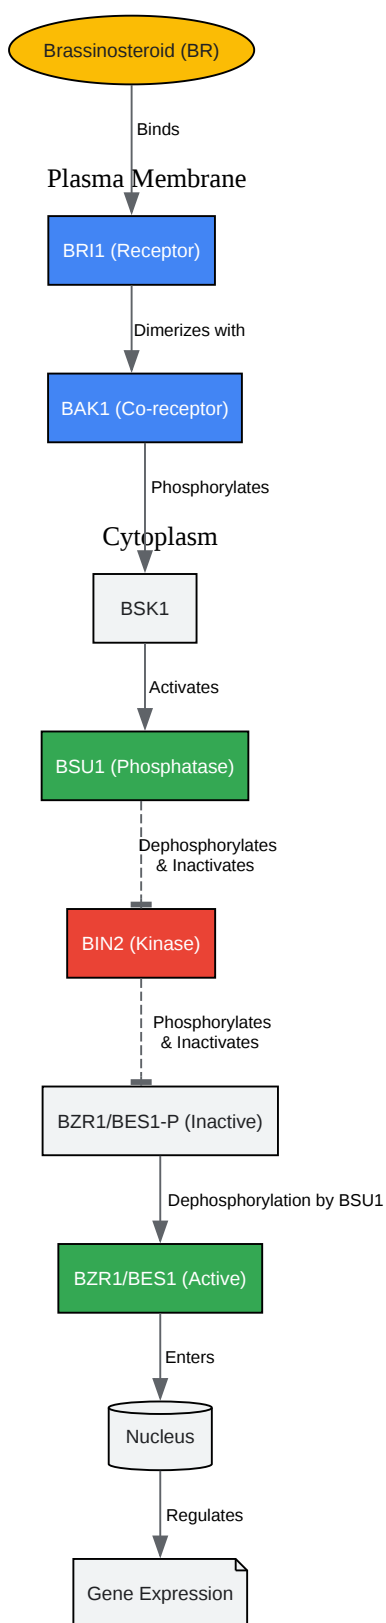 Brassinosteroid (BR)
Binds
Plasma Membrane
BRI1 (Receptor)
Dimerizes with
BAK1 (Co-receptor)
Phosphorylates
Cytoplasm
BSK1
Activates
BSU1 (Phosphatase)
Dephosphorylates
& Inactivates
BIN2 (Kinase)
Phosphorylates
& Inactivates
BZR1/BES1-P (Inactive)
Dephosphorylation by BSU1
BZR1/BES1 (Active)
Enters
Nucleus
Regulates
Gene Expression